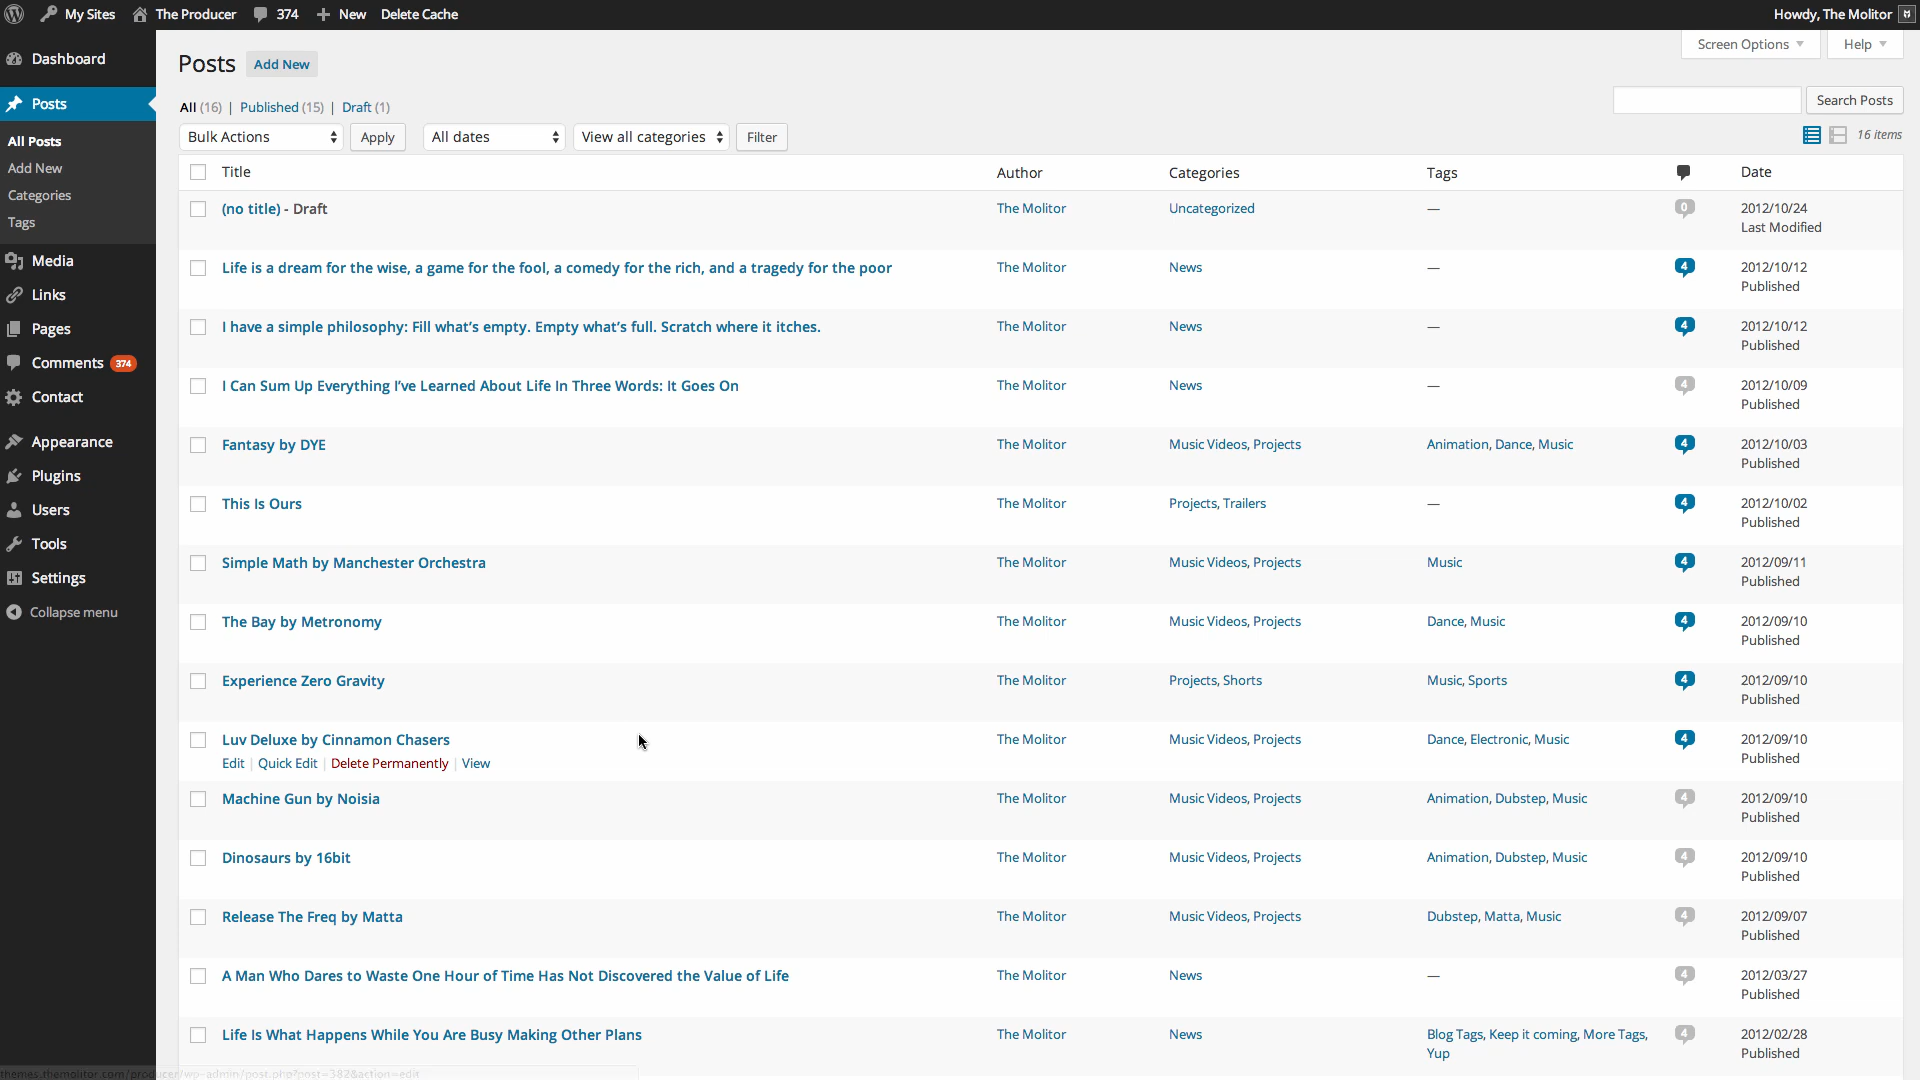 My Sites The Producer 374 New Delete Cache Howdy, The Molitor
Screen Options Help
Dashboard
Posts
All Posts
Add New
Categories
Tags
Media
Links
Pages
Comments 374
Contact
Appearance
Plugins
Users
Tools
Settings
Collapse menu
Posts Add New
All (16) | Published (15) | Draft (1)
Search Posts
Bulk Actions Apply All dates View all categories Filter 16 items
Title Author Categories Tags Date
(no title) - Draft The Molitor Uncategorized — 0 2012/10/24
Last Modified
Life is a dream for the wise, a game for the fool, a comedy for the rich, and a tragedy for the poor The Molitor News — 4 2012/10/12
Published
I have a simple philosophy: Fill what’s empty. Empty what’s full. Scratch where it itches. The Molitor News — 4 2012/10/12
Published
I Can Sum Up Everything I’ve Learned About Life In Three Words: It Goes On The Molitor News — 4 2012/10/09
Published
Fantasy by DYE The Molitor Music Videos, Projects Animation, Dance, Music 4 2012/10/03
Published
This Is Ours The Molitor Projects, Trailers — 4 2012/10/02
Published
Simple Math by Manchester Orchestra The Molitor Music Videos, Projects Music 4 2012/09/11
Published
The Bay by Metronomy The Molitor Music Videos, Projects Dance, Music 4 2012/09/10
Published
Experience Zero Gravity The Molitor Projects, Shorts Music, Sports 4 2012/09/10
Published
Luv Deluxe by Cinnamon Chasers The Molitor Music Videos, Projects Dance, Electronic, Music 4 2012/09/10
Edit | Quick Edit | Delete Permanently | View Published
Machine Gun by Noisia The Molitor Music Videos, Projects Animation, Dubstep, Music 4 2012/09/10
Published
Dinosaurs by 16bit The Molitor Music Videos, Projects Animation, Dubstep, Music 4 2012/09/10
Published
Release The Freq by Matta The Molitor Music Videos, Projects Dubstep, Matta, Music 4 2012/09/07
Published
A Man Who Dares to Waste One Hour of Time Has Not Discovered the Value of Life The Molitor News — 4 2012/03/27
Published
Life Is What Happens While You Are Busy Making Other Plans The Molitor News Blog Tags, Keep it coming, More Tags, 4 2012/02/28
Yup Published
themes.themolitor.com/producer/wp-admin/post.php?post=382&action=edit